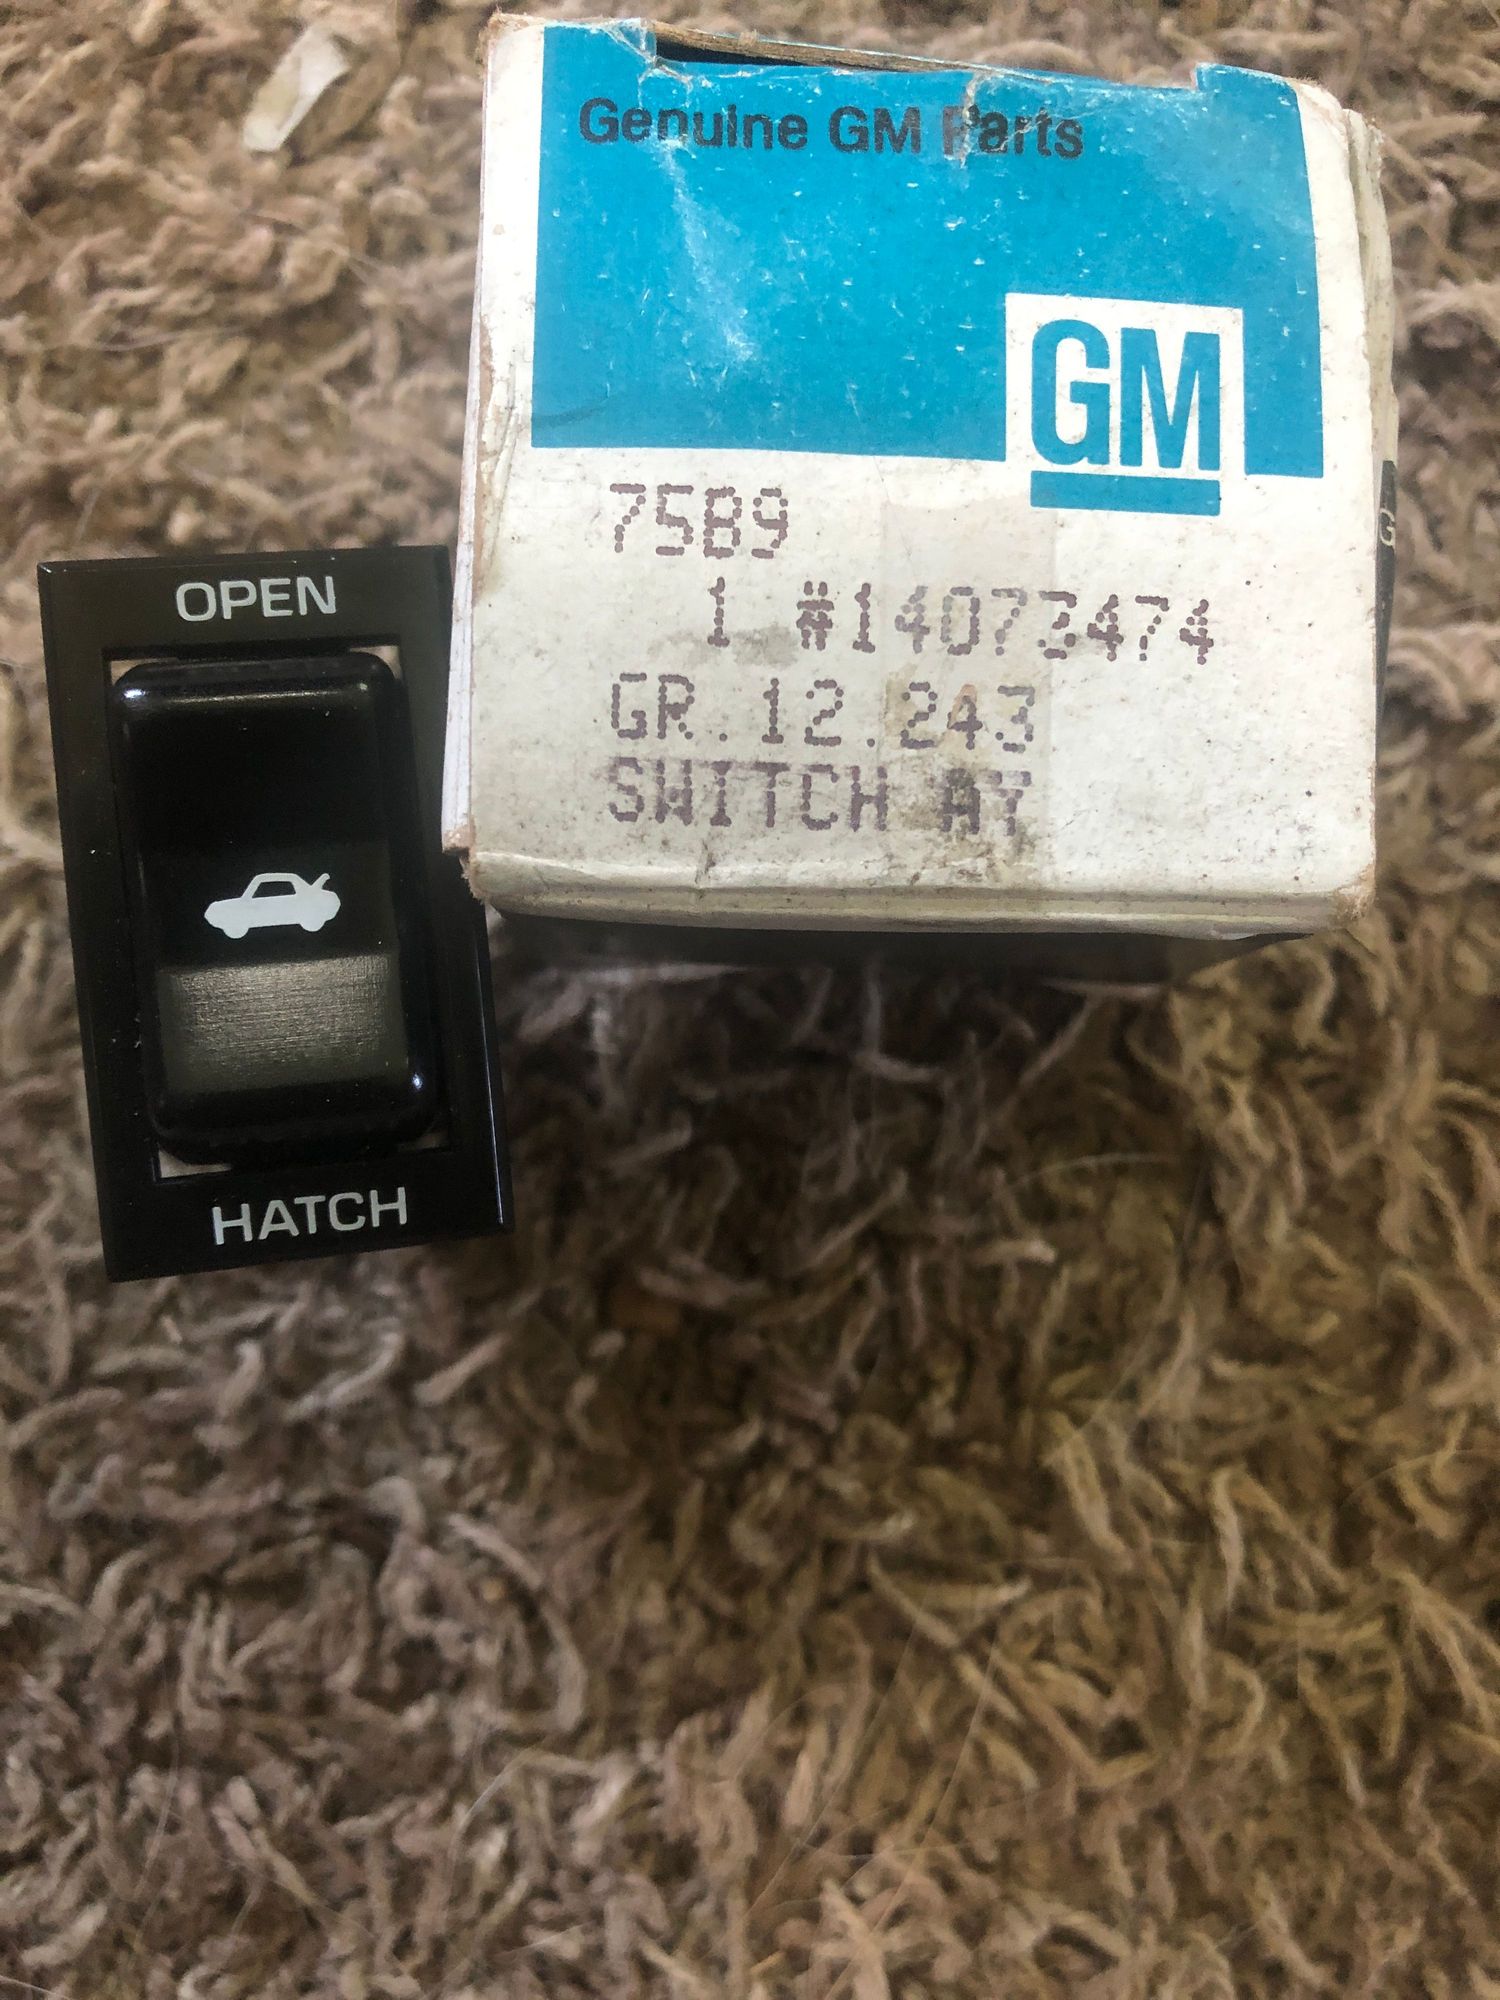 Genuine GM Parts
GM
75B9
1 #14073474
GR.12.243
SWITCH AY
OPEN
HATCH